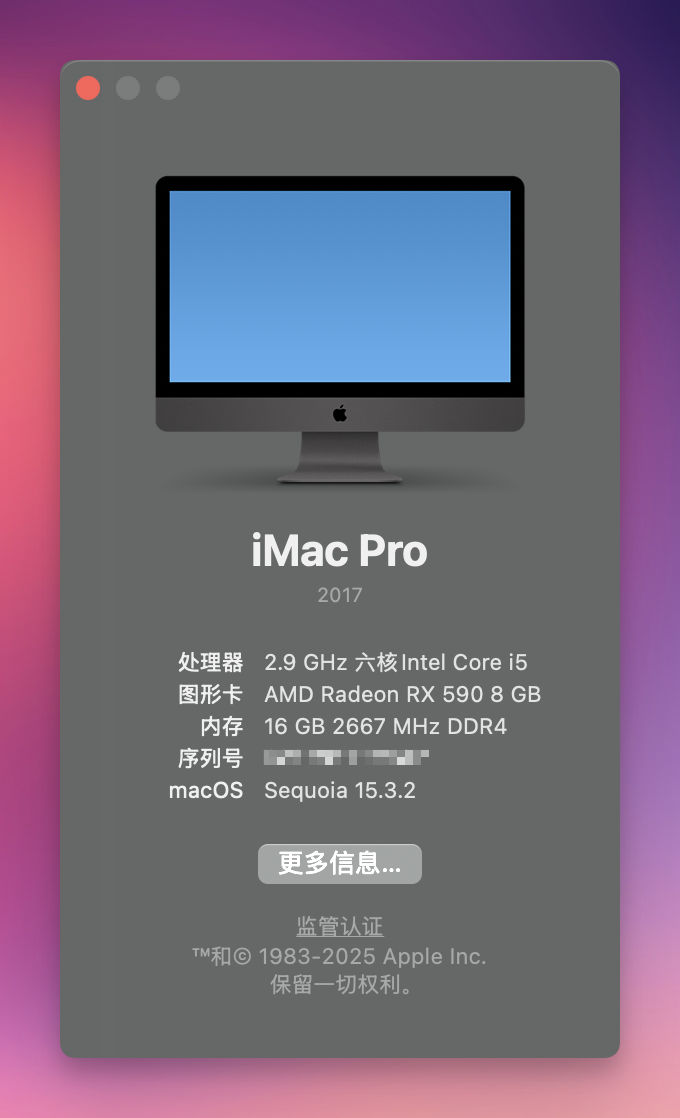 iMac Pro
2017
处理器 2.9 GHz 六核Intel Core i5
图形卡 AMD Radeon RX 590 8 GB
内存 16 GB 2667 MHz DDR4
序列号
macOS Sequoia 15.3.2
更多信息...
监管认证
™和© 1983-2025 Apple Inc.
保留一切权利。